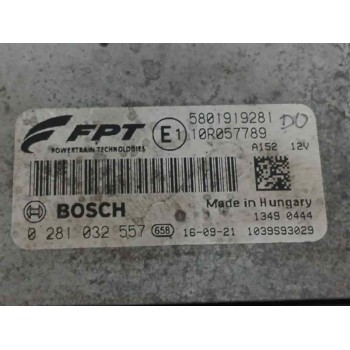 FPT
POWERTRAIN TECHNOLOGIES
E1
5801919281 DO
10R057789
A152 12V
BOSCH
Made in Hungary
1349 0444
0 281 032 557 658 16-09-21 1039S93029